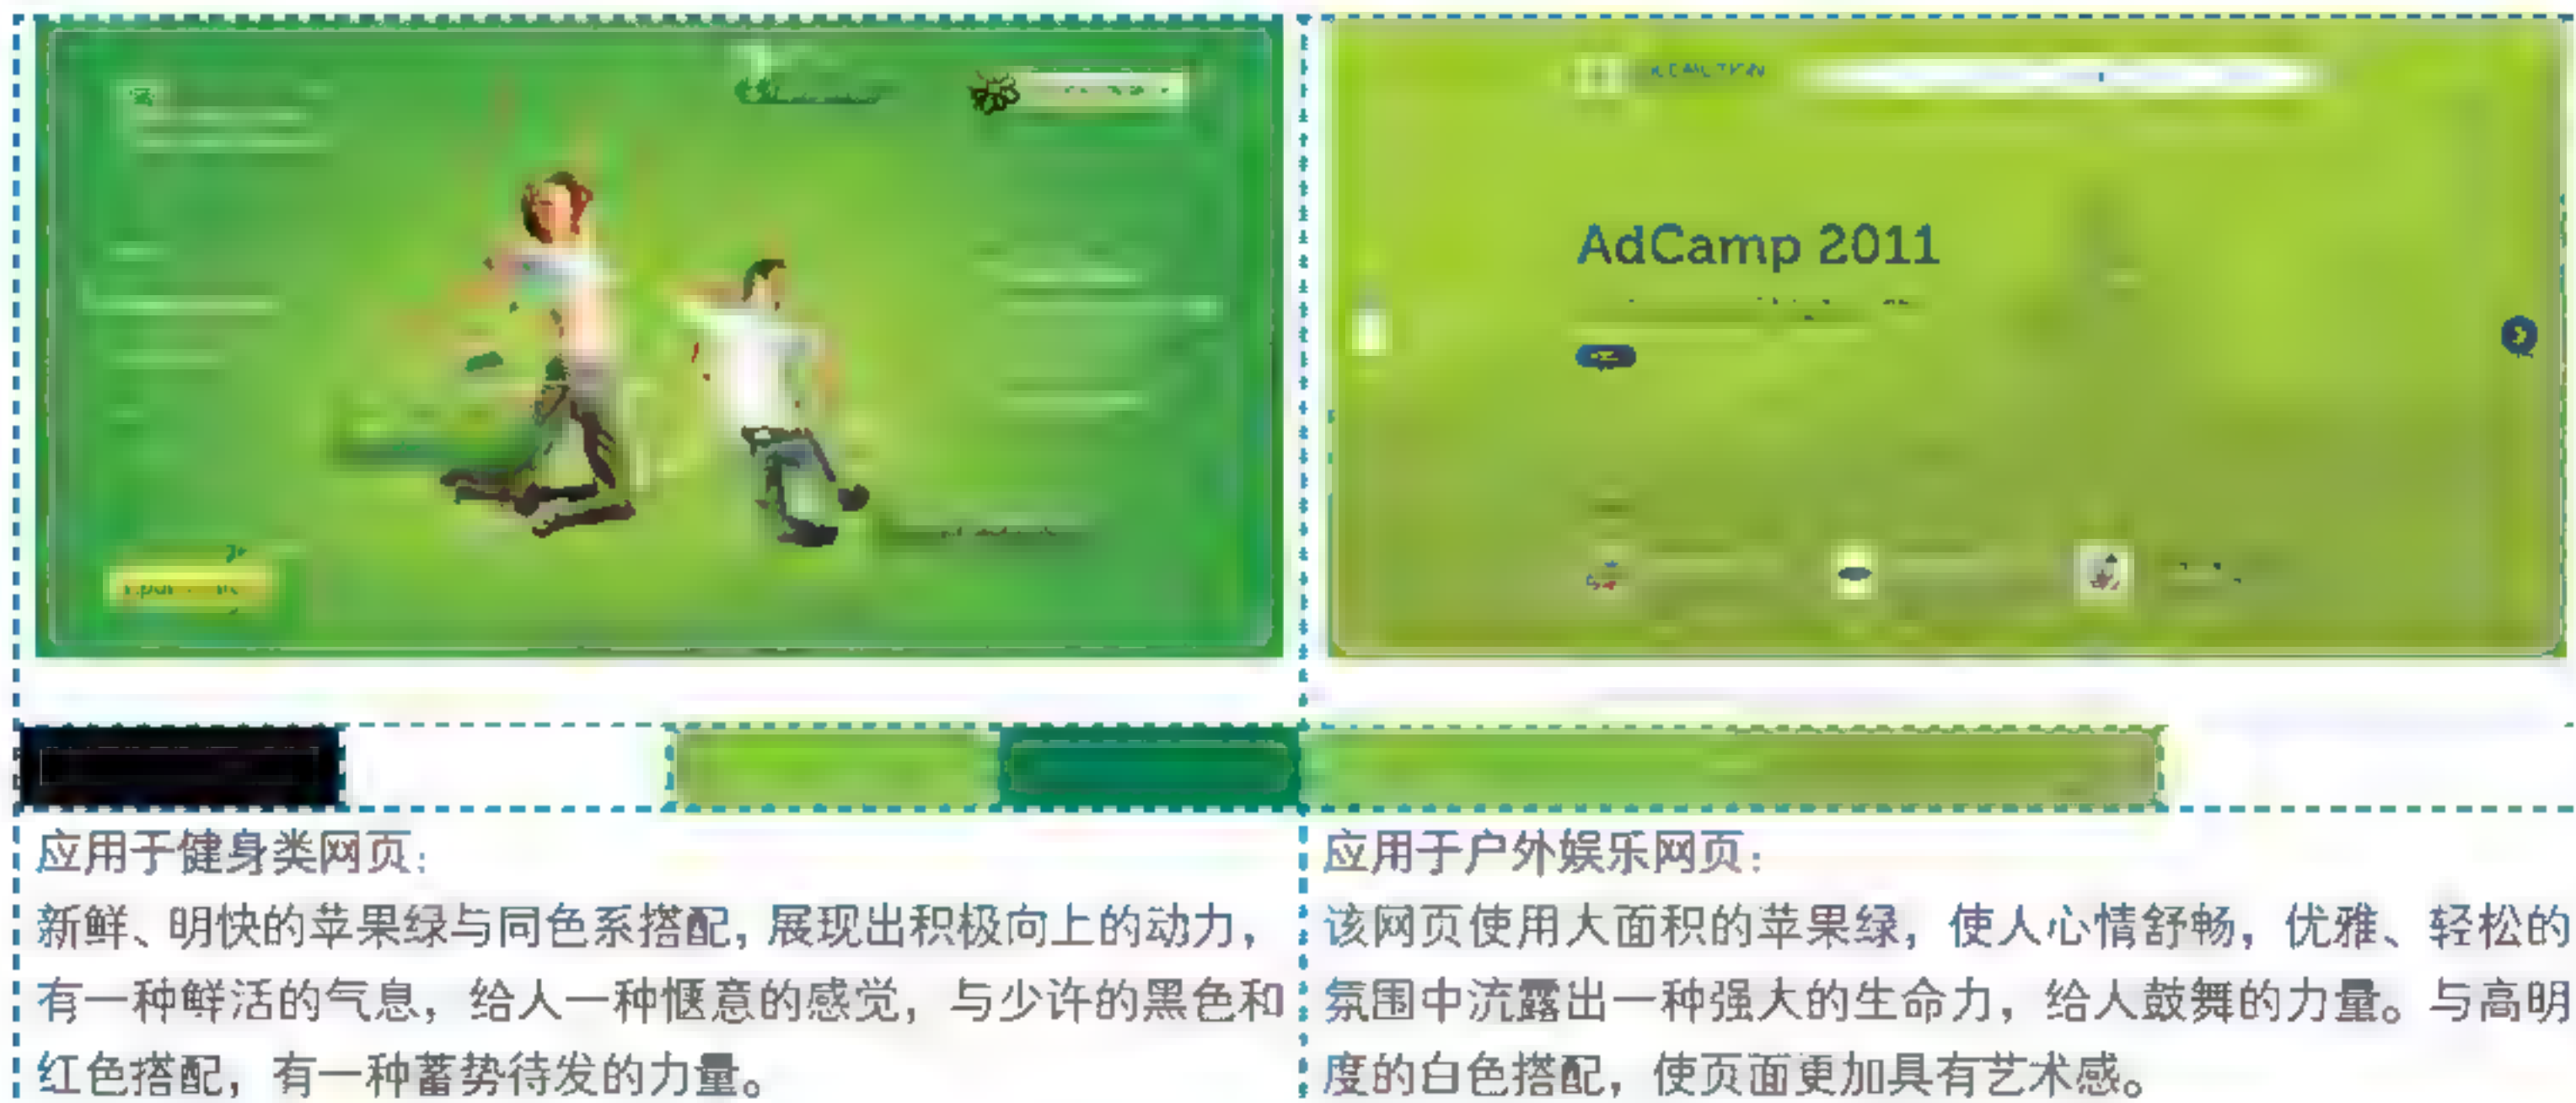 AdCamp 2011
应用于健身类网页：
新鲜、明快的苹果绿与同色系搭配，展现出积极向上的动力，
有一种鲜活的气息，给人一种惬意的感觉，与少许的黑色和
红色搭配，有一种蓄势待发的力量。
应用于户外娱乐网页：
该网页使用大面积的苹果绿，使人心情舒畅，优雅、轻松的
氛围中流露出一种强大的生命力，给人鼓舞的力量。与高明
度的白色搭配，使页面更加具有艺术感。